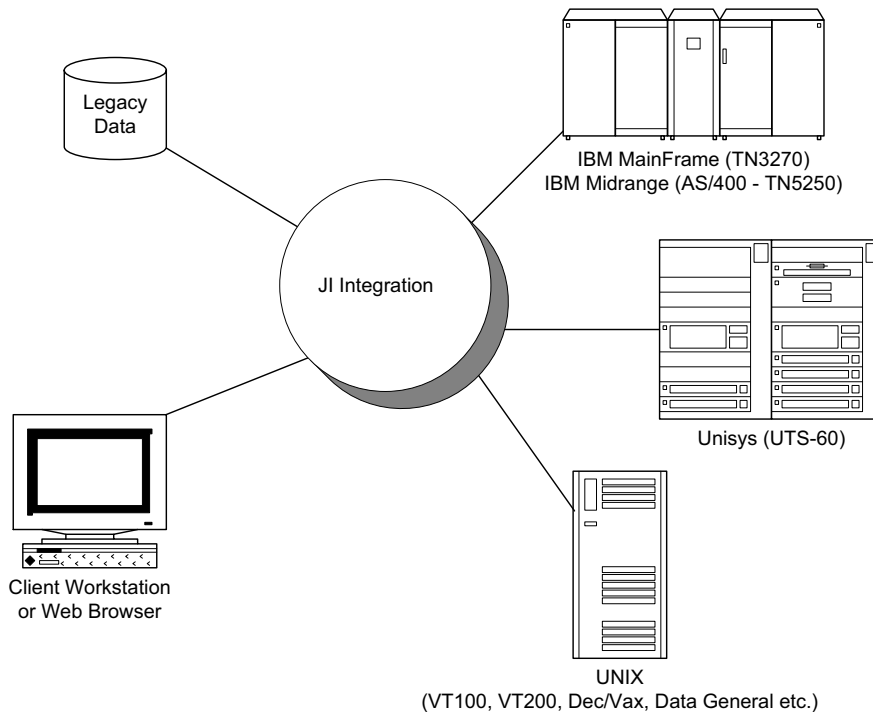 Legacy
Data
IBM MainFrame (TN3270)
IBM Midrange (AS/400 - TN5250)
JI Integration
Unisys (UTS-60)
Client Workstation
or Web Browser
UNIX
(VT100, VT200, Dec/Vax, Data General etc.)